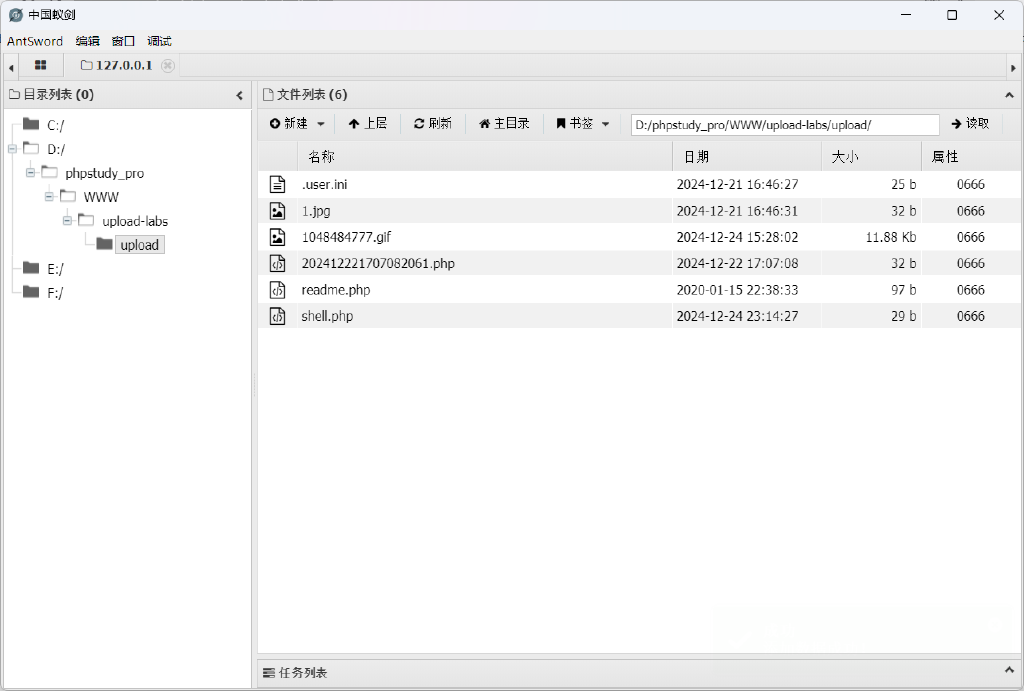 中国蚁剑
AntSword 编辑 窗口 调试
127.0.0.1
目录列表 (0)
C:/
D:/
phpstudy_pro
WWW
upload-labs
upload
E:/
F:/
文件列表 (6)
新建 上层 刷新 主目录 书签 D:/phpstudy_pro/WWW/upload-labs/upload/ 读取
名称 日期 大小 属性
.user.ini 2024-12-21 16:46:27 25 b 0666
1.jpg 2024-12-21 16:46:31 32 b 0666
1048484777.gif 2024-12-24 15:28:02 11.88 Kb 0666
202412221707082061.php 2024-12-22 17:07:08 32 b 0666
readme.php 2020-01-15 22:38:33 97 b 0666
shell.php 2024-12-24 23:14:27 29 b 0666
任务列表